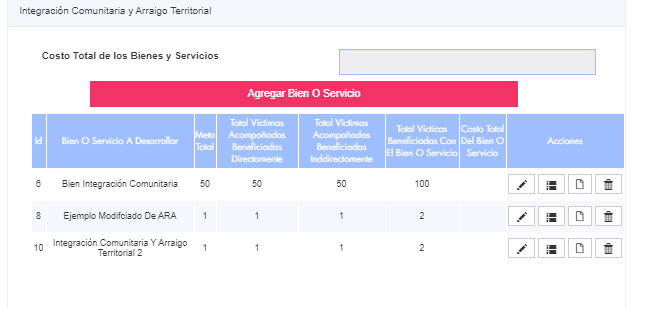 Integración Comunitaria y Arraigo Territorial
Costo Total de los Bienes y Servicios
Agregar Bien O Servicio
Id
Bien O Servicio A Desarrollar
Meta
Total
Total Víctimas
Acompañadas
Beneficiadas
Directamente
Total Víctimas
Acompañadas
Beneficiadas
Inddirectamente
Total Vícticas
Beneficiadas Con
El Bien O Servicio
Costo Total
Del Bien O
Servicio
Acciones
6 Bien Integración Comunitaria 50 50 50 100
8 Ejemplo Modifciado De ARA 1 1 1 2
10 Integración Comunitaria Y Arraigo
Territorial 2 1 1 1 2